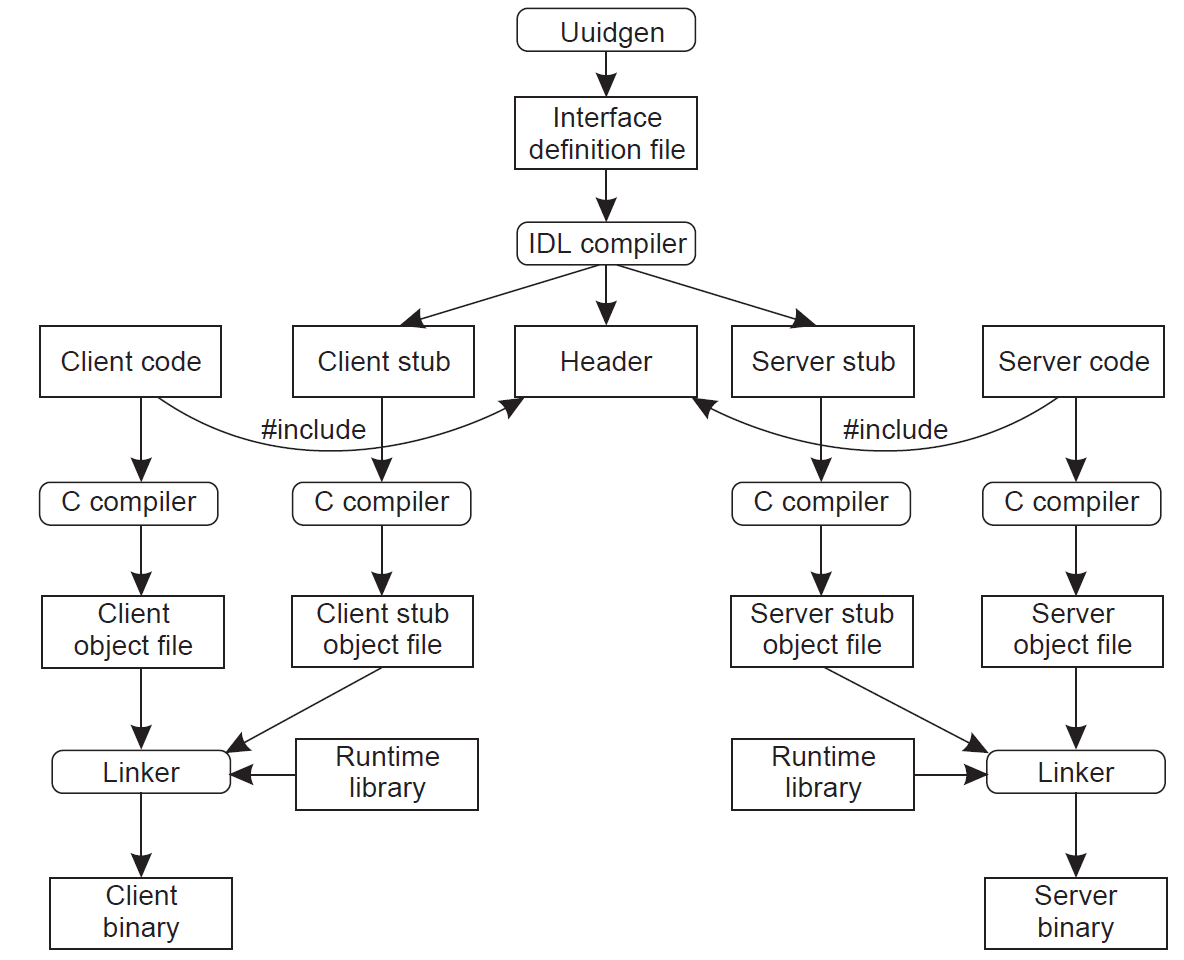 Uuidgen
Interface
definition file
IDL compiler
Client code
Client stub
Header
Server stub
Server code
#include
#include
C compiler
C compiler
C compiler
C compiler
Client
object file
Client stub
object file
Server stub
object file
Server
object file
Linker
Runtime
library
Runtime
library
Linker
Client
binary
Server
binary